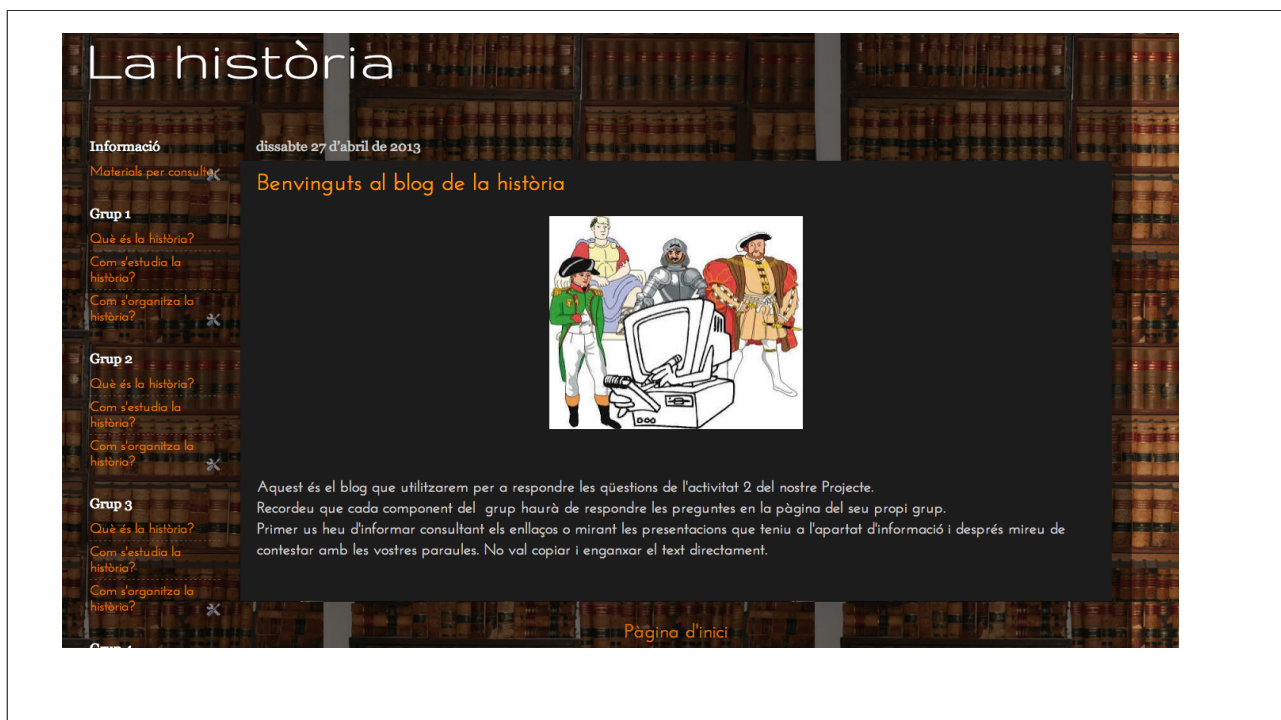 La història
Informació
Materials per consultar
Grup 1
Què és la història?
Com s'estudia la
història?
Com s'organitza la
història?
Grup 2
Què és la història?
Com s'estudia la
història?
Com s'organitza la
història?
Grup 3
Què és la història?
Com s'estudia la
història?
Com s'organitza la
història?
dissabte 27 d'abril de 2013
Benvinguts al blog de la història
Aquest és el blog que utilitzarem per a respondre les qüestions de l'activitat 2 del nostre Projecte.
Recordeu que cada component del grup haurà de respondre les preguntes en la pàgina del seu propi grup.
Primer us heu d'informar consultant els enllaços o mirant les presentacions que teniu a l'apartat d'informació i després mireu de
contestar amb les vostres paraules. No val copiar i enganxar el text directament.
Pàgina d'inici